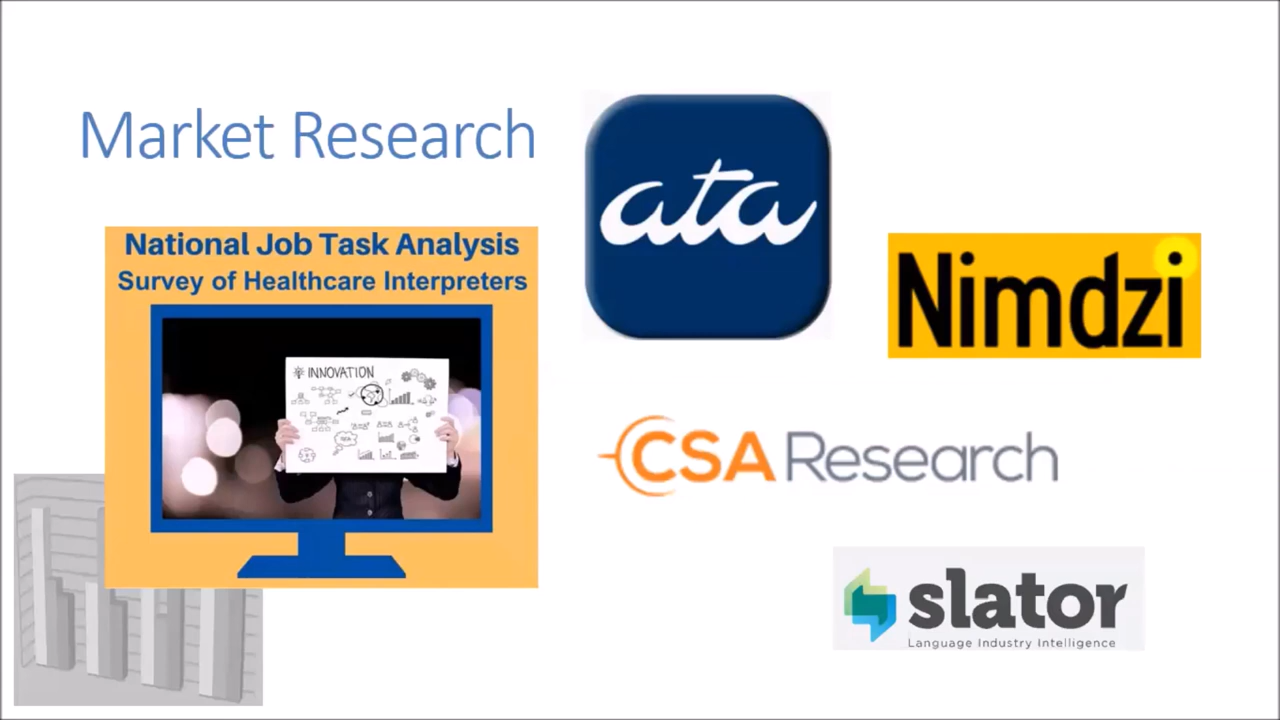 Market Research
ata
National Job Task Analysis
Survey of Healthcare Interpreters
INNOVATION
Nimdzi
CSA Research
slator
Language Industry Intelligence